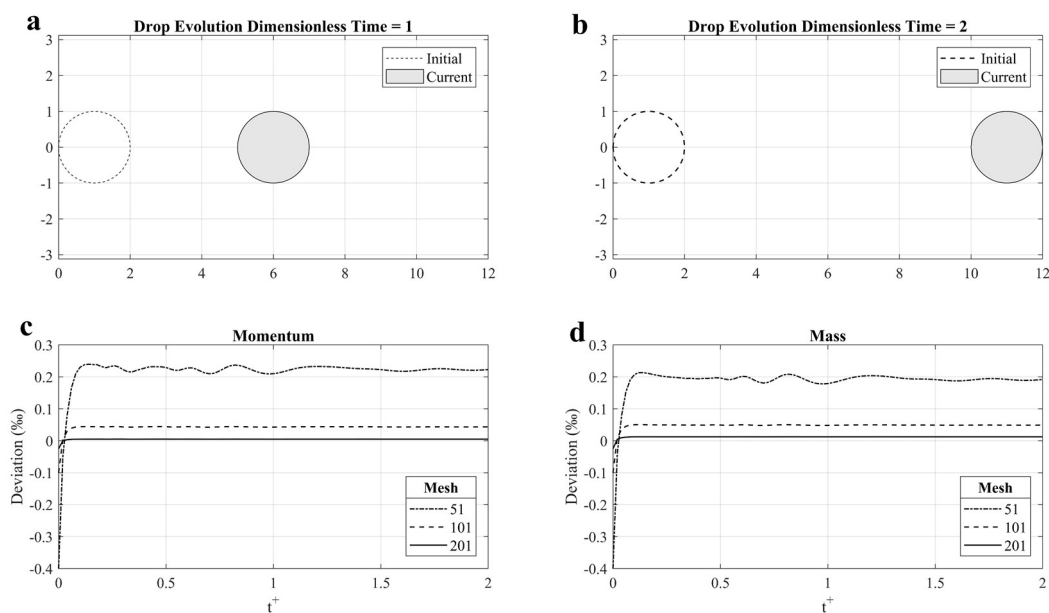 a
Drop Evolution Dimensionless Time = 1
Initial
Current
3
2
1
0
-1
-2
-3
0 2 4 6 8 10 12
b
Drop Evolution Dimensionless Time = 2
Initial
Current
3
2
1
0
-1
-2
-3
0 2 4 6 8 10 12
c
Momentum
Deviation (‰)
0.3
0.2
0.1
0
-0.1
-0.2
-0.3
-0.4
Mesh
51
101
201
0 0.5 1 1.5 2
t+
d
Mass
Deviation (‰)
0.3
0.2
0.1
0
-0.1
-0.2
-0.3
-0.4
Mesh
51
101
201
0 0.5 1 1.5 2
t+